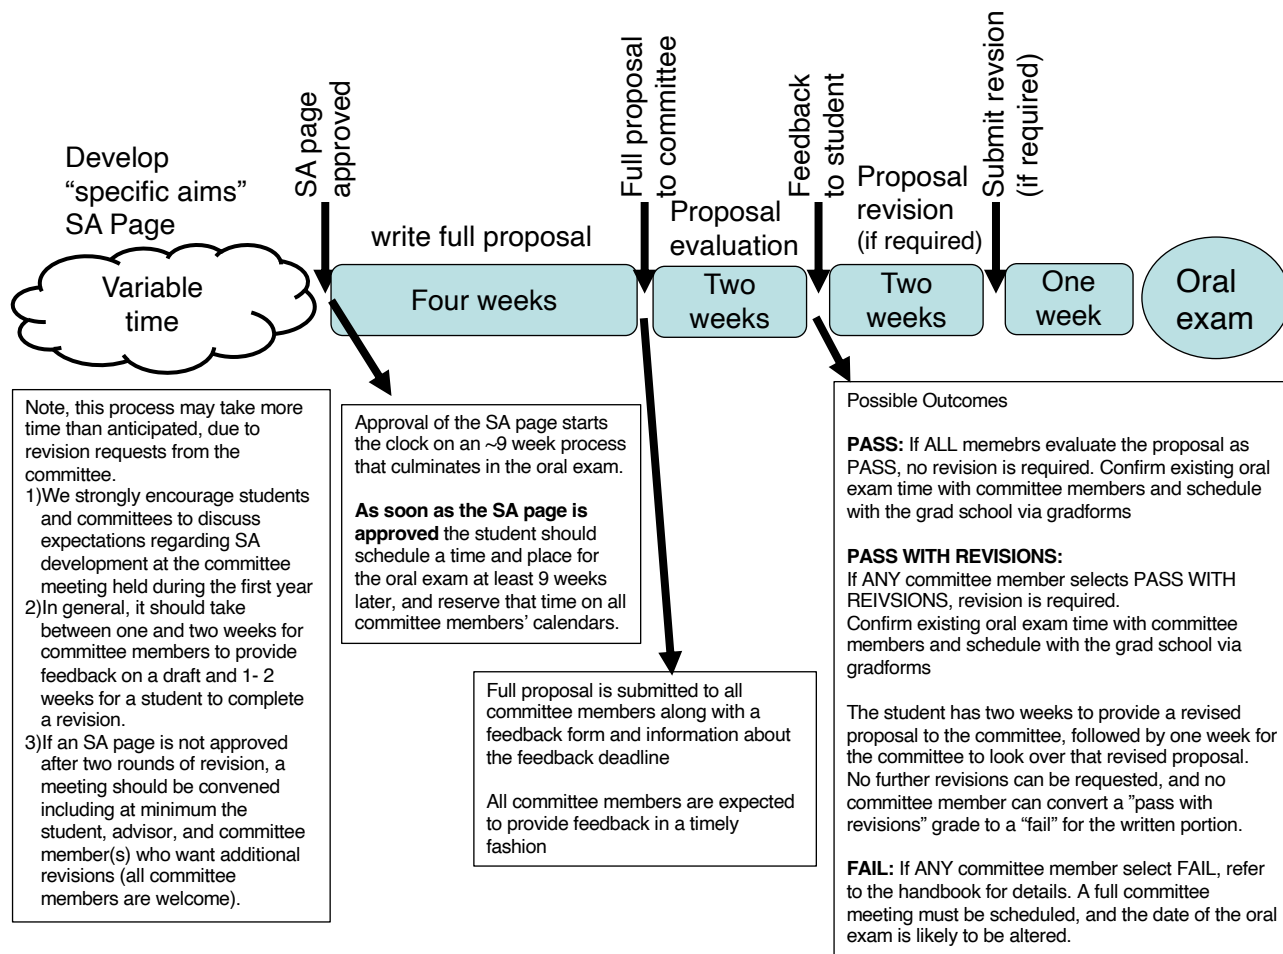 Develop
“specific aims”
SA Page
SA page
approved
Full proposal
to committee
Feedback
to student
Submit revsion
(if required)
write full proposal
Proposal
evaluation
Proposal
revision
(if required)
Variable
time
Four weeks
Two
weeks
Two
weeks
One
week
Oral
exam
Note, this process may take more
time than anticipated, due to
revision requests from the
committee.
1)We strongly encourage students
and committees to discuss
expectations regarding SA
development at the committee
meeting held during the first year
2)In general, it should take
between one and two weeks for
committee members to provide
feedback on a draft and 1- 2
weeks for a student to complete
a revision.
3)If an SA page is not approved
after two rounds of revision, a
meeting should be convened
including at minimum the
student, advisor, and committee
member(s) who want additional
revisions (all committee
members are welcome).
Approval of the SA page starts
the clock on an ~9 week process
that culminates in the oral exam.
As soon as the SA page is
approved the student should
schedule a time and place for
the oral exam at least 9 weeks
later, and reserve that time on all
committee members’ calendars.
Full proposal is submitted to all
committee members along with a
feedback form and information about
the feedback deadline
All committee members are expected
to provide feedback in a timely
fashion
Possible Outcomes
PASS: If ALL memebrs evaluate the proposal as
PASS, no revision is required. Confirm existing oral
exam time with committee members and schedule
with the grad school via gradforms
PASS WITH REVISIONS:
If ANY committee member selects PASS WITH
REIVSIONS, revision is required.
Confirm existing oral exam time with committee
members and schedule with the grad school via
gradforms
The student has two weeks to provide a revised
proposal to the committee, followed by one week for
the committee to look over that revised proposal.
No further revisions can be requested, and no
committee member can convert a ”pass with
revisions” grade to a “fail” for the written portion.
FAIL: If ANY committee member select FAIL, refer
to the handbook for details. A full committee
meeting must be scheduled, and the date of the oral
exam is likely to be altered.